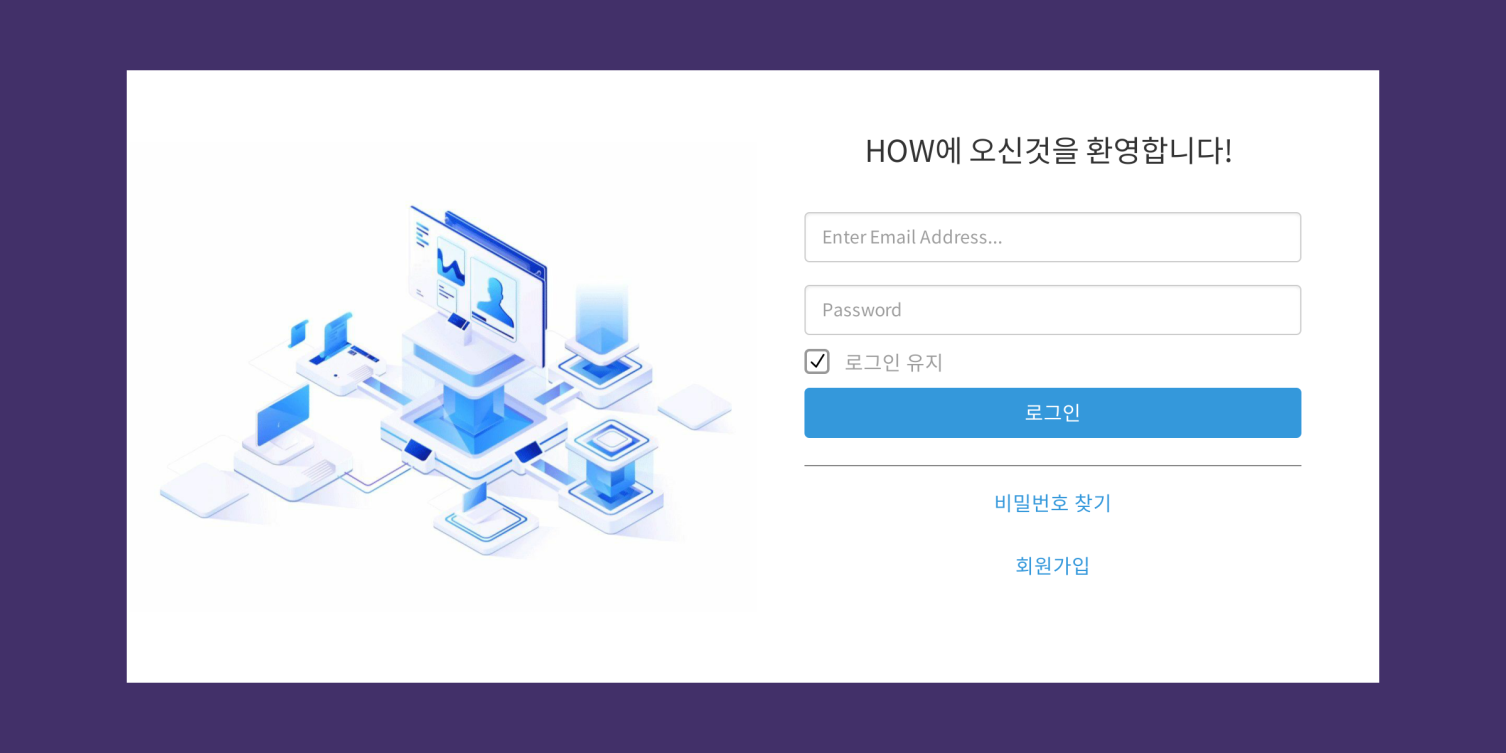 HOW에 오신것을 환영합니다!
Enter Email Address...
Password
로그인 유지
로그인
비밀번호 찾기
회원가입